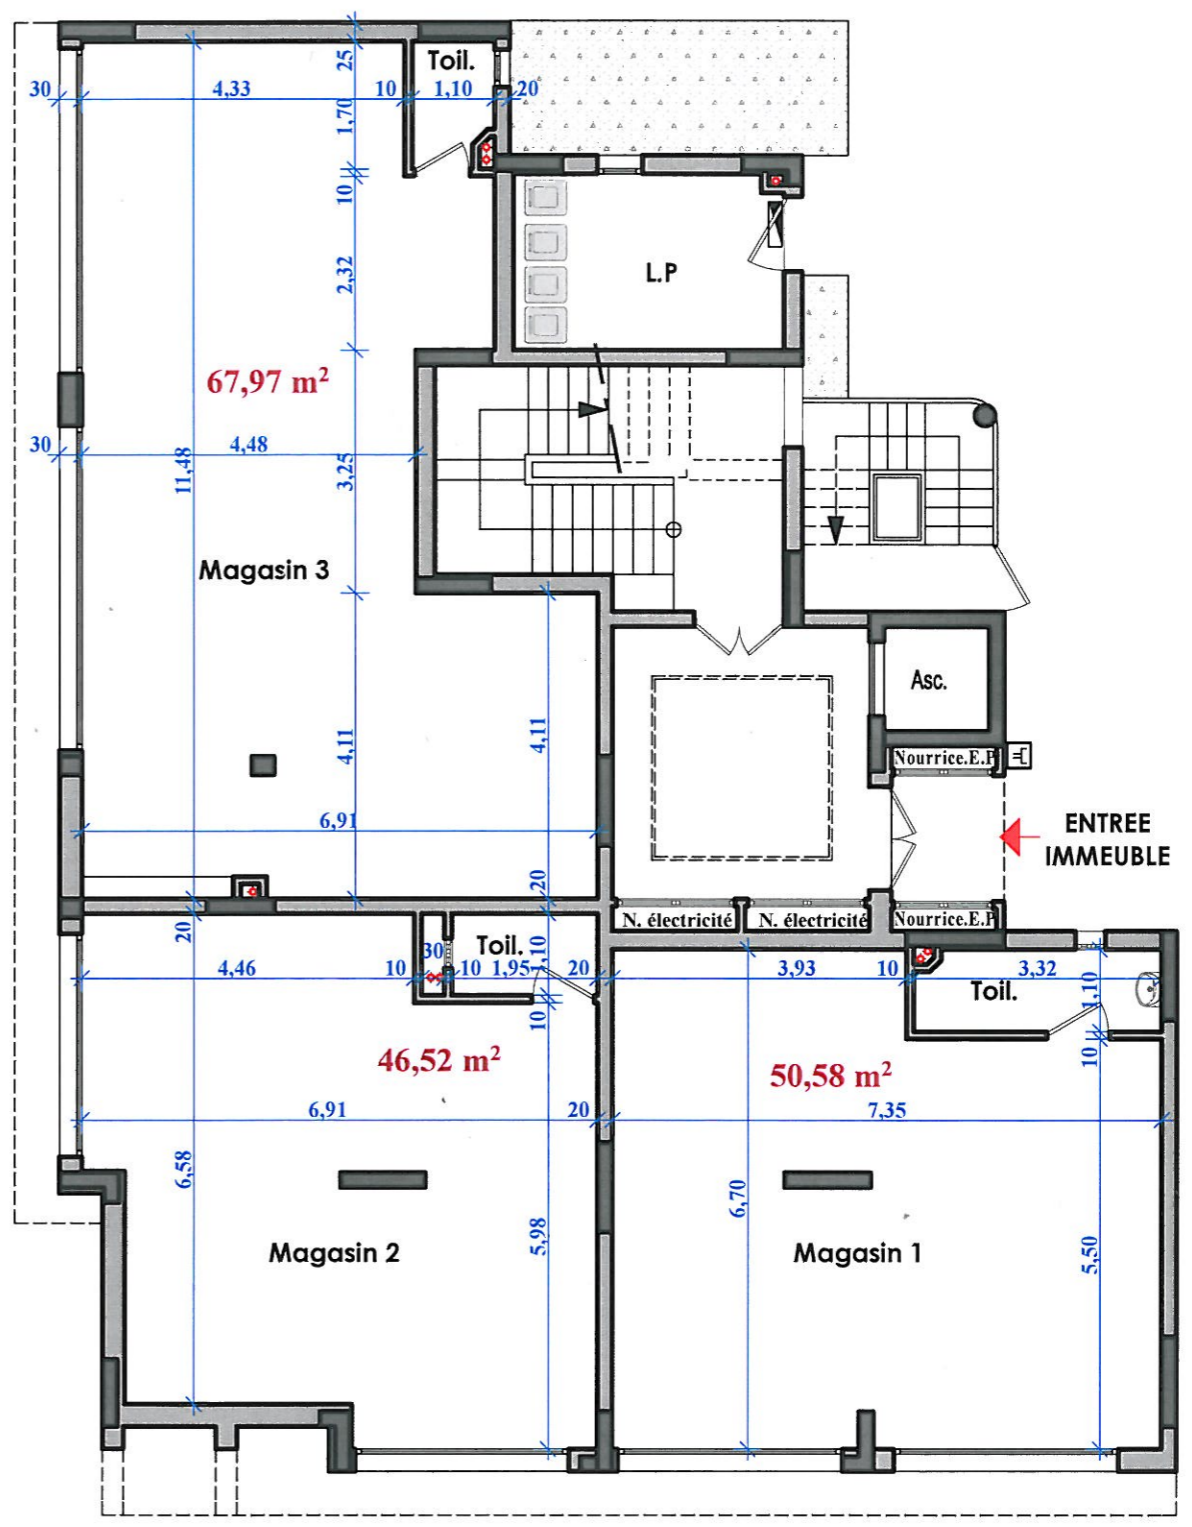 Toil.
25
30
4,33
10
1,10
20
1,70
10
L.P
2,32
67,97 m²
30
4,48
11,48
3,25
Magasin 3
Asc.
4,11
4,11
Nourrice.E.P
6,91
ENTREE
IMMEUBLE
20
N. électricité
N. électricité
Nourrice.E.P
20
30
Toil.
1,10
4,46
10
10
1,95
20
3,93
10
3,32
Toil.
1,10
10
10
46,52 m²
50,58 m²
6,91
20
7,35
6,58
6,70
5,98
5,50
Magasin 2
Magasin 1